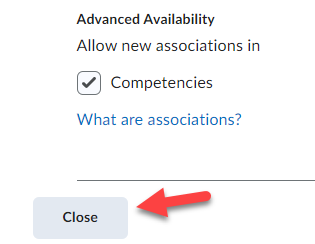 Advanced Availability
Allow new associations in
Competencies
What are associations?
Close